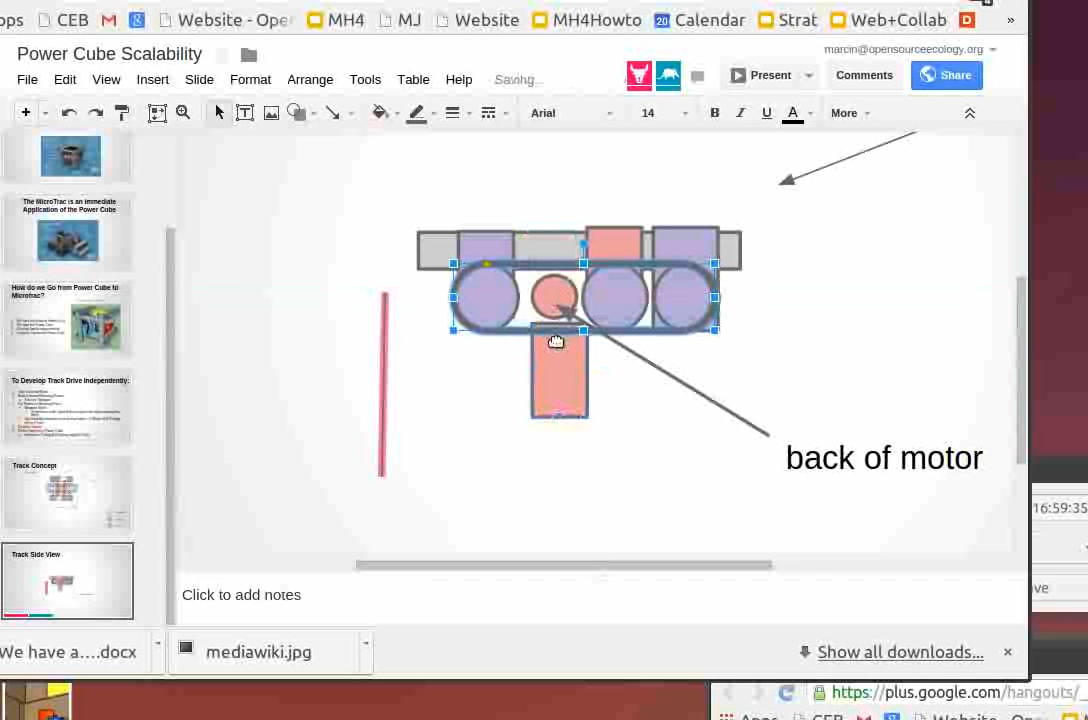 ops CEB Website - Ope MH4 MJ Website MH4Howto 20 Calendar Strat Web+Collab D »
Power Cube Scalability
marcin@opensourceecology.org
File Edit View Insert Slide Format Arrange Tools Table Help Saving...
Present Comments Share
Arial 14 B I U A More
The MicroTrac is an immediate
Application of the Power Cube
How do we Go from Power Cube to
Microtrac?
To Develop Track Drive Independently:
Track Concept
Track Side View
back of motor
16:59:35
ve
Click to add notes
We have a....docx mediawiki.jpg Show all downloads... ×
https://plus.google.com/hangouts/_
Apps CEB Website - Ope